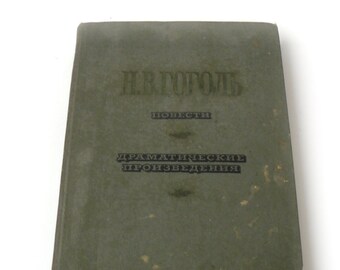 Н.В.ГОГОЛЬ
ПОВЕСТИ
ДРАМАТИЧЕСКИЕ
ПРОИЗВЕДЕНИЯ